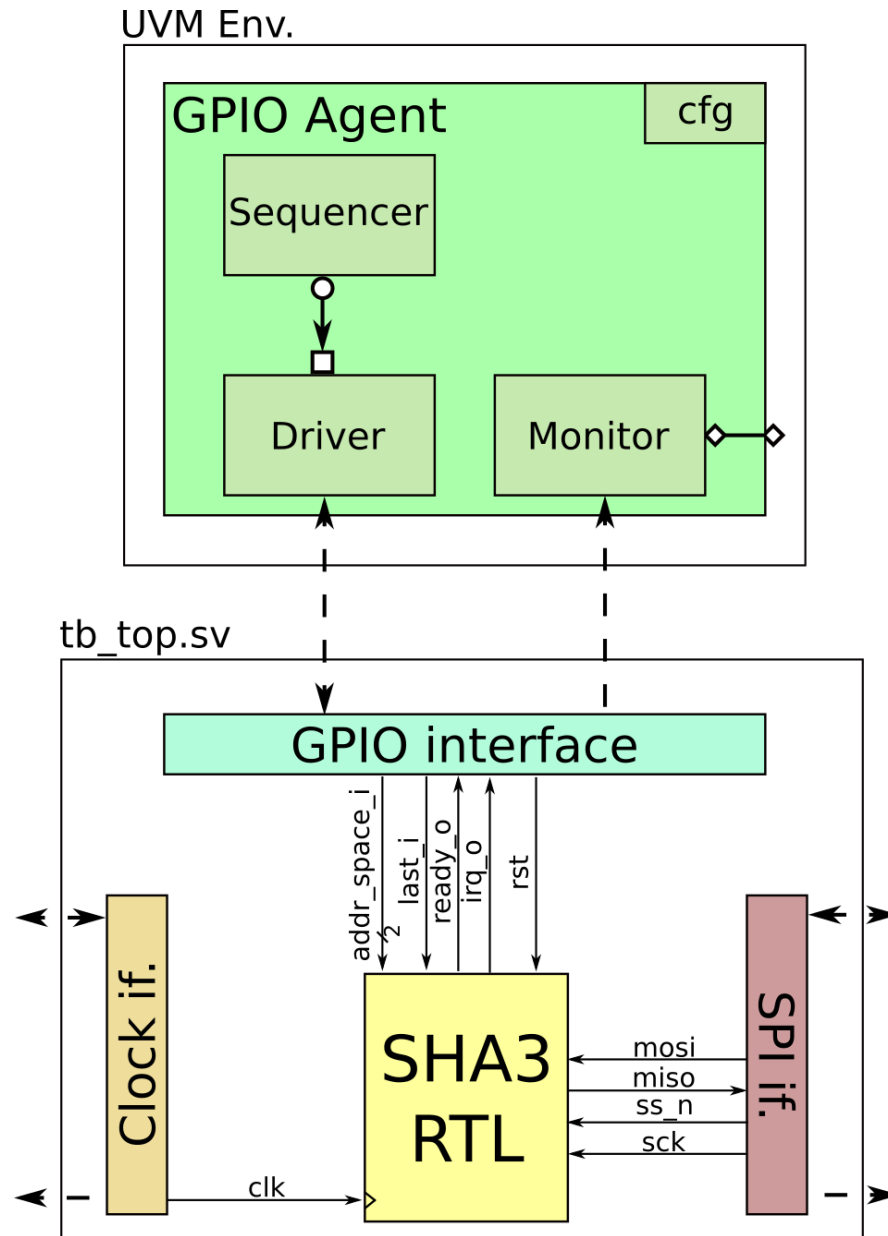 UVM Env.
GPIO Agent
cfg
Sequencer
Driver
Monitor
tb_top.sv
GPIO interface
addr_space_i
2
last_i
ready_o
irq_o
rst
Clock if.
SHA3
RTL
SPI if.
mosi
miso
ss_n
sck
clk